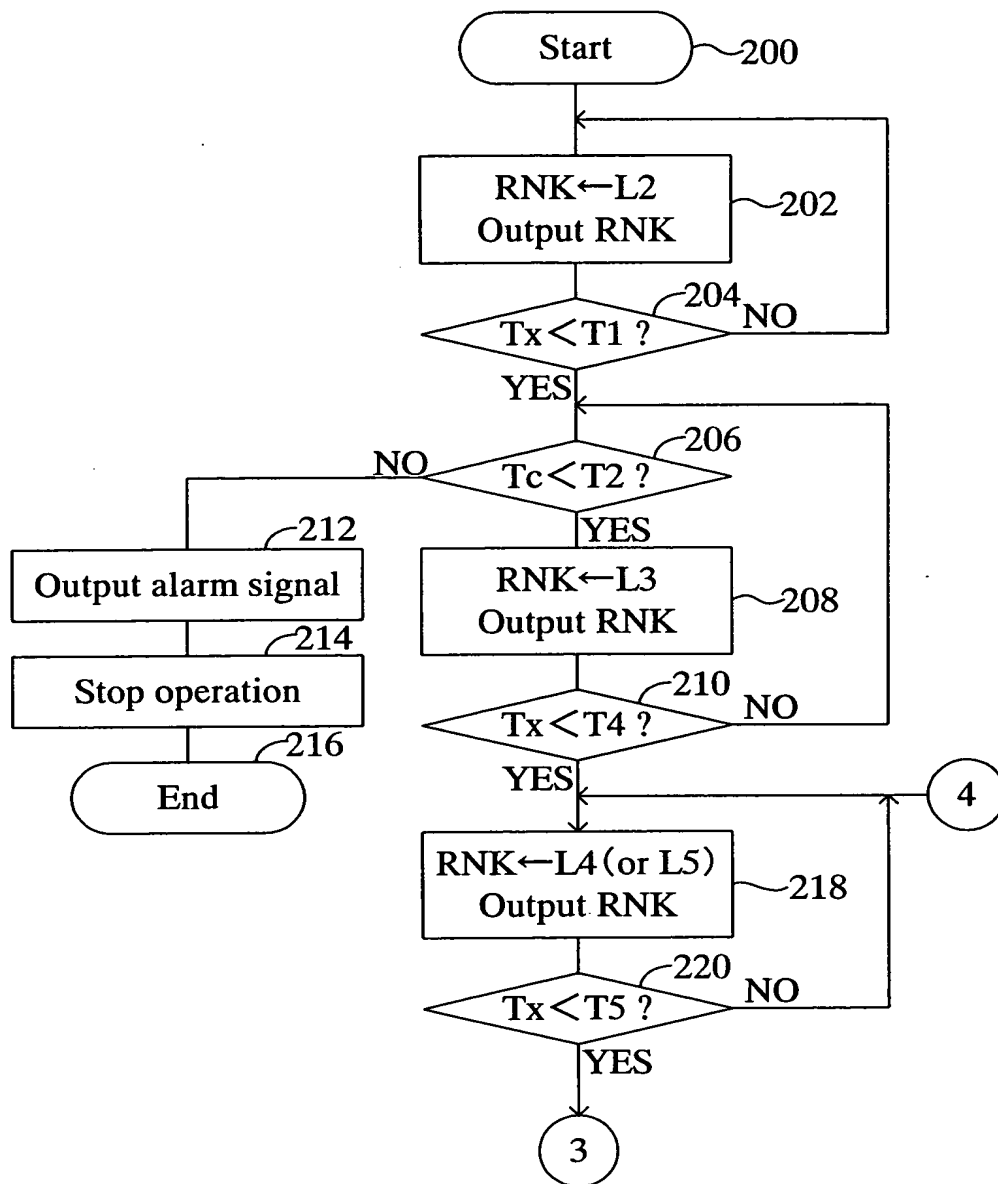 Start
200
RNK←L2
Output RNK
202
204
Tx<T1 ?
NO
YES
206
Tc<T2 ?
NO
YES
212
Output alarm signal
RNK←L3
Output RNK
208
214
Stop operation
210
Tx<T4 ?
NO
216
End
YES
4
RNK←L4(or L5)
Output RNK
218
220
Tx<T5 ?
NO
YES
3